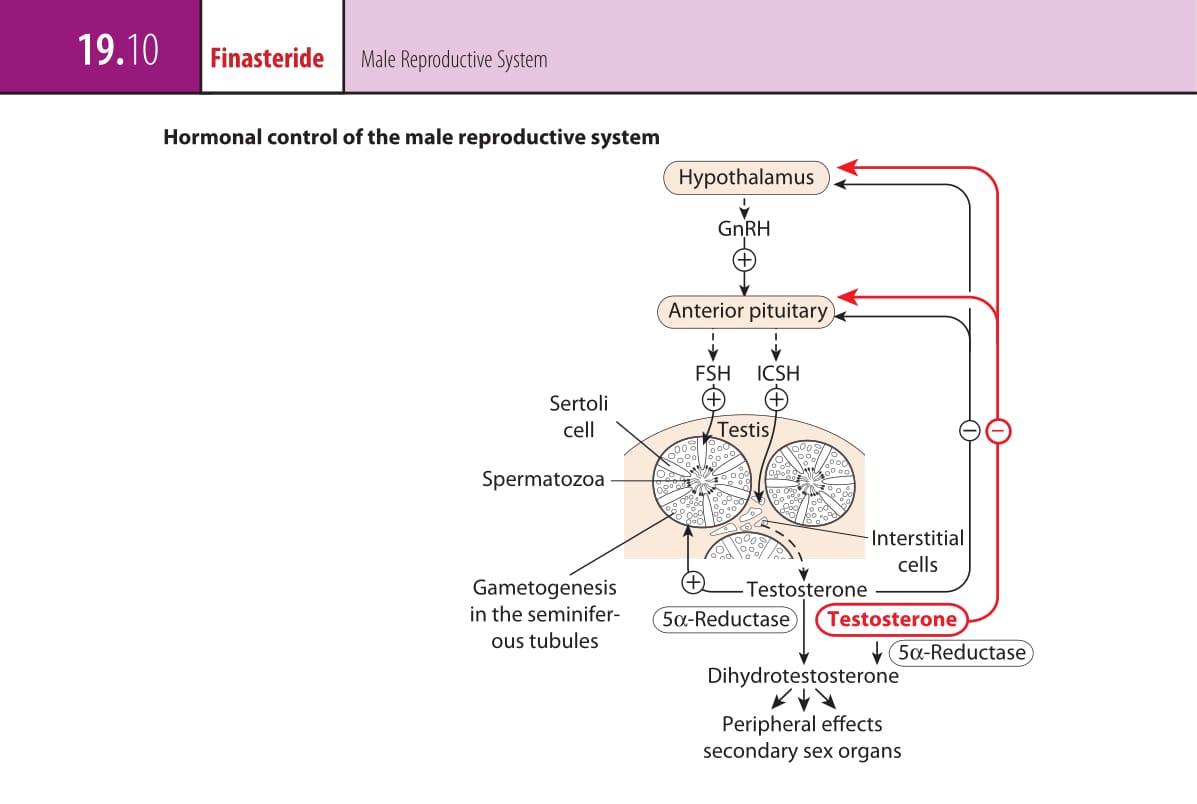 19.10
Finasteride
Male Reproductive System
Hormonal control of the male reproductive system
Hypothalamus
GnRH
+
Anterior pituitary
FSH
ICSH
+
+
Sertoli
cell
Testis
−
−
Spermatozoa
Interstitial
cells
Gametogenesis
in the seminifer-
ous tubules
+
Testosterone
5α-Reductase
Testosterone
5α-Reductase
Dihydrotestosterone
Peripheral effects
secondary sex organs